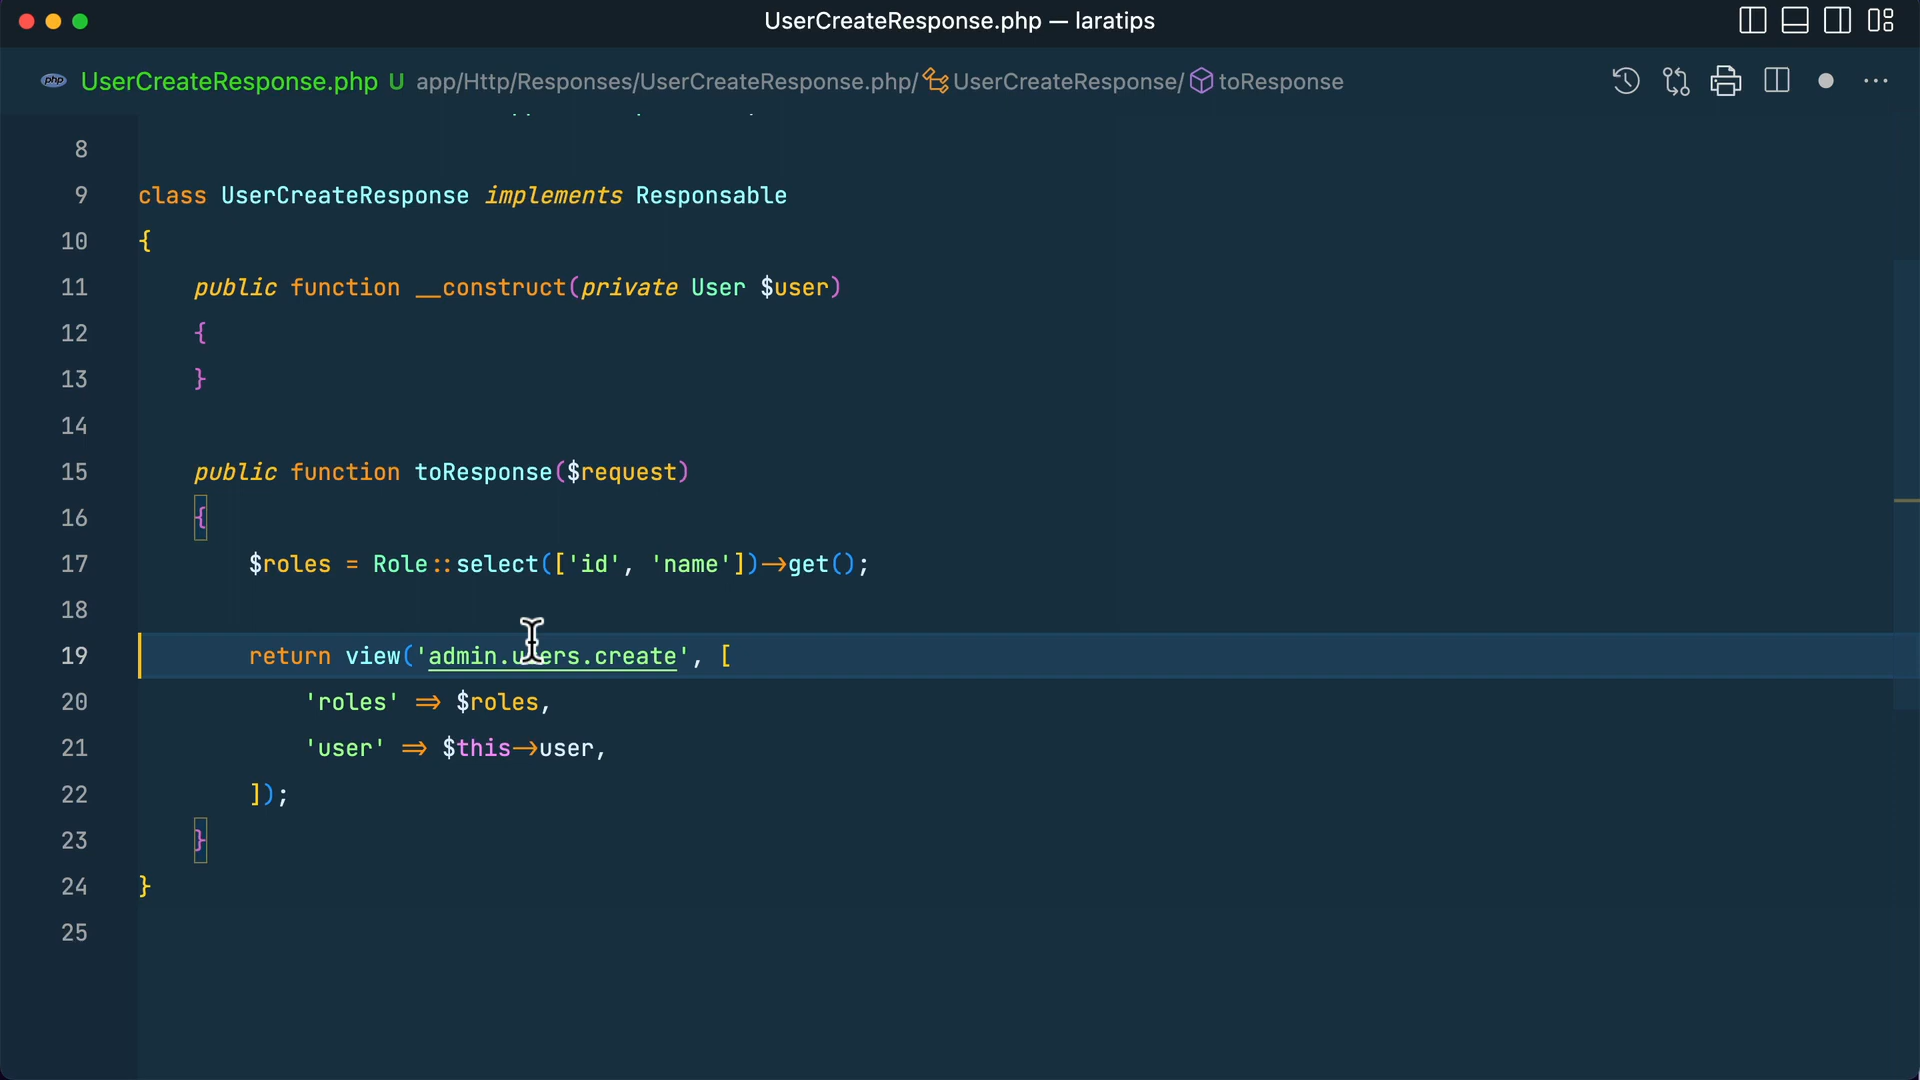 UserCreateResponse.php — laratips
php UserCreateResponse.php U app/Http/Responses/UserCreateResponse.php/ UserCreateResponse/ toResponse
8
9 class UserCreateResponse implements Responsable
10 {
11 public function __construct(private User $user)
12 {
13 }
14
15 public function toResponse($request)
16 {
17 $roles = Role::select(['id', 'name'])->get();
18
19 return view('admin.users.create', [
20 'roles' => $roles,
21 'user' => $this->user,
22 ]);
23 }
24 }
25